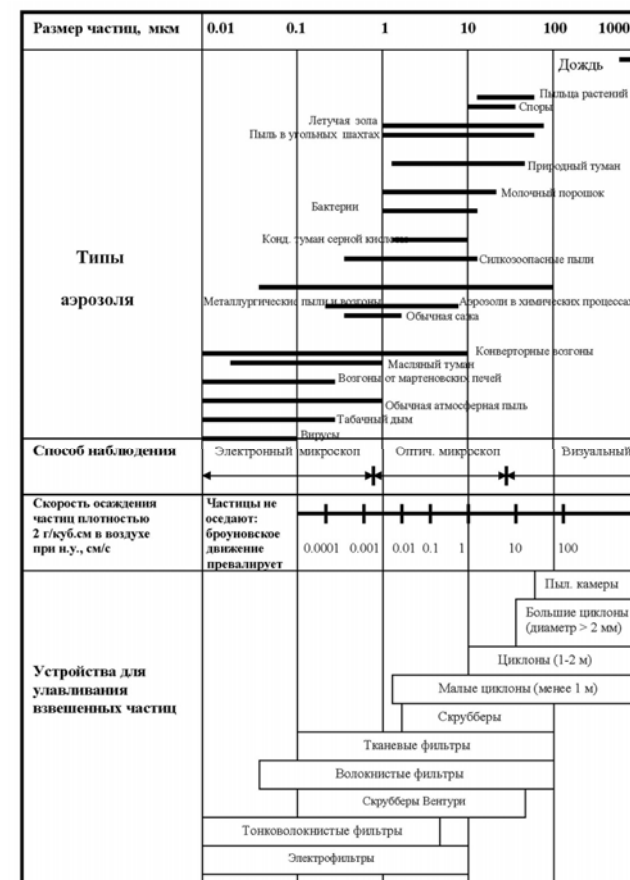 Размер частиц, мкм 0.01 0.1 1 10 100 1000
Дождь
Пыльца растений
Споры
Летучая зола
Пыль в угольных шахтах
Природный туман
Молочный порошок
Бактерии
Конд. туман серной кислоты
Силкозоопасные пыли
Типы
аэрозоля
Металлургические пыли и возгоны
Аэрозоли в химических процессах
Обычная сажа
Конверторные возгоны
Масляный туман
Возгоны от мартеновских печей
Обычная атмосферная пыль
Табачный дым
Вирусы
Способ наблюдения Электронный микроскоп Оптич. микроскоп Визуальный
Скорость осаждения
частиц плотностью
2 г/куб.см в воздухе
при н.у., см/с
Частицы не
оседают:
броуновское
движение
превалирует
0.0001 0.001 0.01 0.1 1 10 100
Устройства для
улавливания
взвешенных частиц
Пыл. камеры
Большие циклоны
(диаметр > 2 мм)
Циклоны (1-2 м)
Малые циклоны (менее 1 м)
Скрубберы
Тканевые фильтры
Волокнистые фильтры
Скрубберы Вентури
Тонковолокнистые фильтры
Электрофильтры